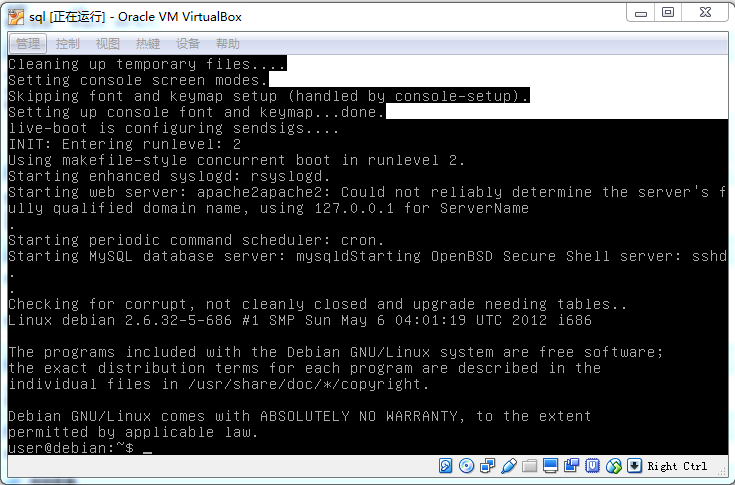 sql [正在运行] - Oracle VM VirtualBox
管理 控制 视图 热键 设备 帮助
Cleaning up temporary files....
Setting console screen modes.
Skipping font and keymap setup (handled by console-setup).
Setting up console font and keymap...done.
live-boot is configuring sendsigs....
INIT: Entering runlevel: 2
Using makefile-style concurrent boot in runlevel 2.
Starting enhanced syslogd: rsyslogd.
Starting web server: apache2apache2: Could not reliably determine the server's f
ully qualified domain name, using 127.0.0.1 for ServerName
.
Starting periodic command scheduler: cron.
Starting MySQL database server: mysqldStarting OpenBSD Secure Shell server: sshd
.
.
Checking for corrupt, not cleanly closed and upgrade needing tables..
Linux debian 2.6.32-5-686 #1 SMP Sun May 6 04:01:19 UTC 2012 i686
The programs included with the Debian GNU/Linux system are free software;
the exact distribution terms for each program are described in the
individual files in /usr/share/doc/*/copyright.
Debian GNU/Linux comes with ABSOLUTELY NO WARRANTY, to the extent
permitted by applicable law.
user@debian:~$ _
Right Ctrl